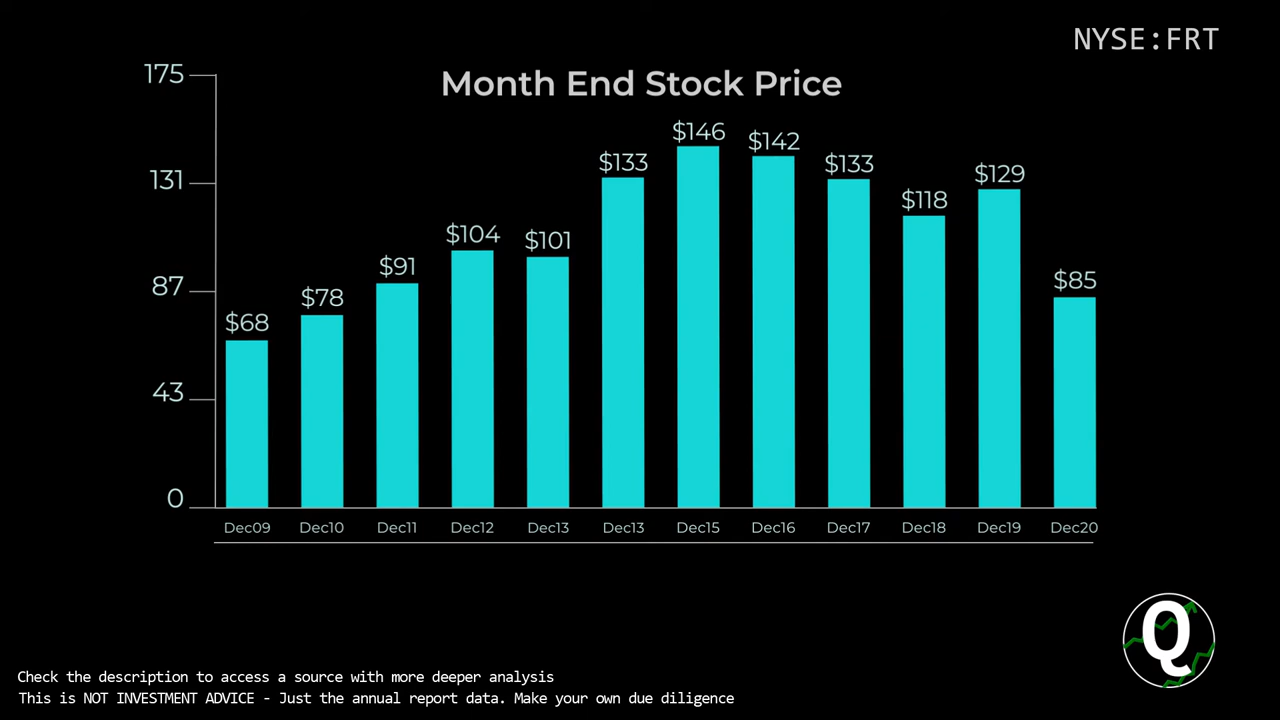 NYSE:FRT
Month End Stock Price
175
131
87
43
0
$68
$78
$91
$104
$101
$133
$146
$142
$133
$118
$129
$85
Dec09 Dec10 Dec11 Dec12 Dec13 Dec13 Dec15 Dec16 Dec17 Dec18 Dec19 Dec20
Q
Check the description to access a source with more deeper analysis
This is NOT INVESTMENT ADVICE - Just the annual report data. Make your own due diligence